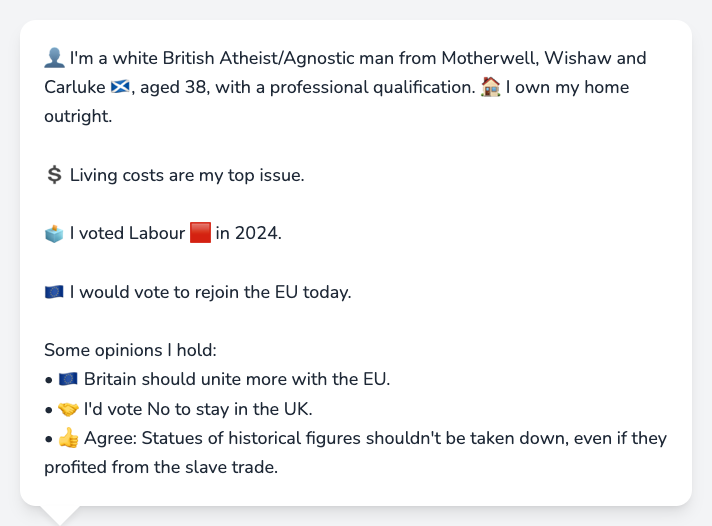 👤 I'm a white British Atheist/Agnostic man from Motherwell, Wishaw and
Carluke 🏴󠁧󠁢󠁳󠁣󠁴󠁿, aged 38, with a professional qualification. 🏠 I own my home
outright.
💲 Living costs are my top issue.
🗳️ I voted Labour 🟥 in 2024.
🇪🇺 I would vote to rejoin the EU today.
Some opinions I hold:
• 🇪🇺 Britain should unite more with the EU.
• 🤝 I'd vote No to stay in the UK.
• 👍 Agree: Statues of historical figures shouldn't be taken down, even if they
profited from the slave trade.